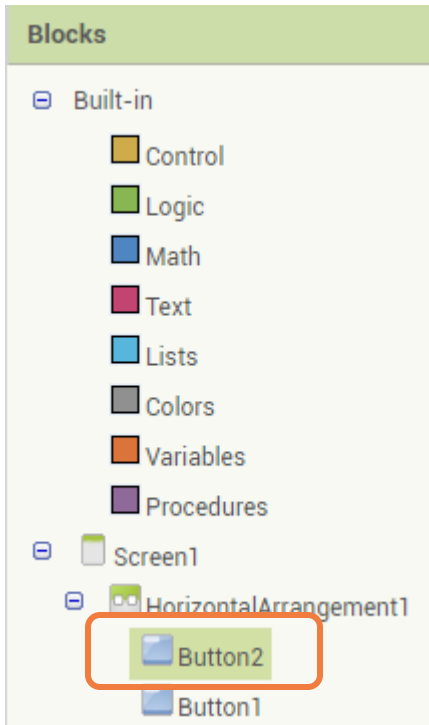 Blocks
Built-in
Control
Logic
Math
Text
Lists
Colors
Variables
Procedures
Screen1
HorizontalArrangement1
Button2
Button1